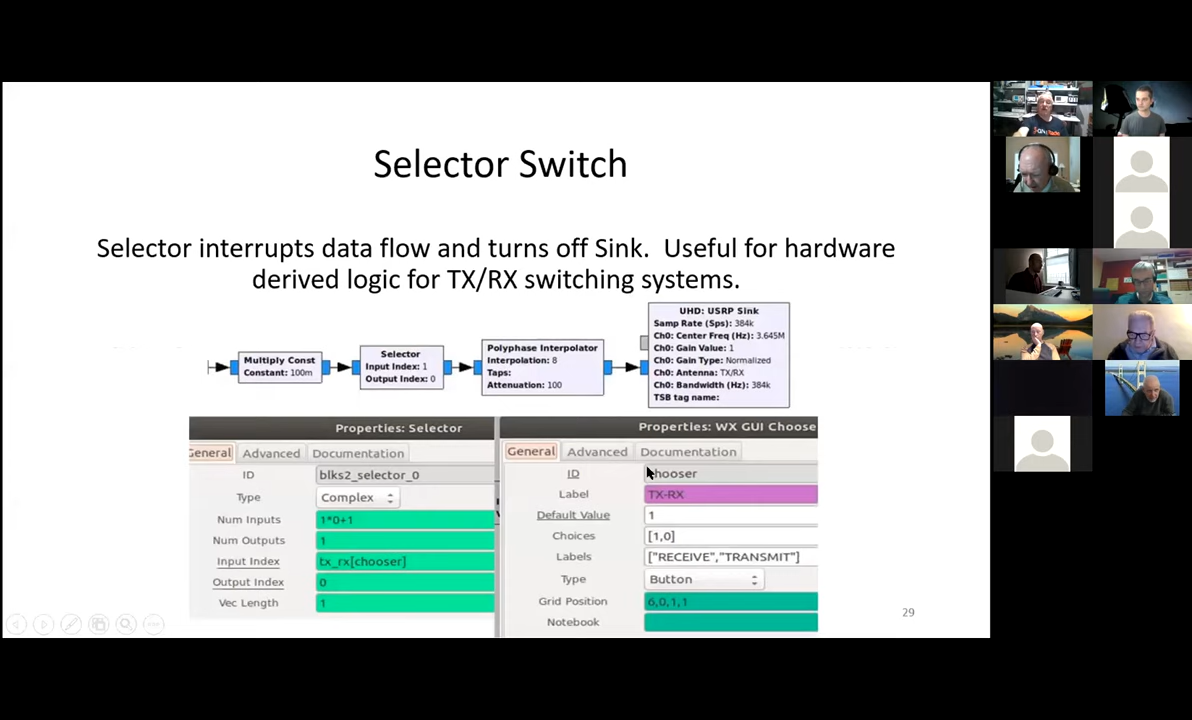 Selector Switch
Selector interrupts data flow and turns off Sink. Useful for hardware
derived logic for TX/RX switching systems.
Multiply Const
Constant: 100m
Selector
Input Index: 1
Output Index: 0
Polyphase Interpolator
Interpolation: 8
Taps:
Attenuation: 100
UHD: USRP Sink
Samp Rate (Sps): 384k
Ch0: Center Freq (Hz): 3.645M
Ch0: Gain Value: 1
Ch0: Gain Type: Normalized
Ch0: Antenna: TX/RX
Ch0: Bandwidth (Hz): 384k
TSB tag name:
Properties: Selector
General Advanced Documentation
ID blks2_selector_0
Type Complex
Num Inputs 1*0+1
Num Outputs 1
Input Index tx_rx[chooser]
Output Index 0
Vec Length 1
Properties: WX GUI Choose
General Advanced Documentation
ID chooser
Label TX-RX
Default Value 1
Choices [1,0]
Labels ["RECEIVE","TRANSMIT"]
Type Button
Grid Position 6,0,1,1
Notebook
29